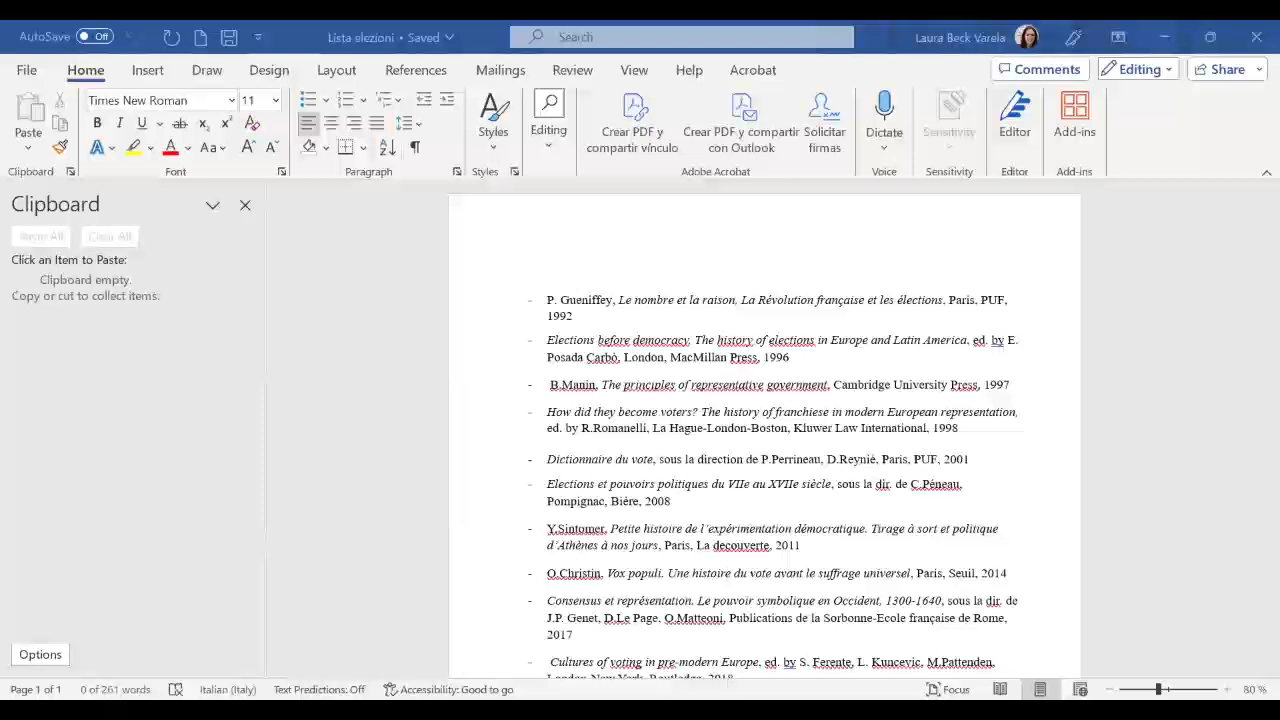 AutoSave Off Lista elezioni • Saved Search Laura Beck Varela
File Home Insert Draw Design Layout References Mailings Review View Help Acrobat Comments Editing Share
Times New Roman 11
Paste Styles Editing Crear PDF y compartir vínculo Crear PDF y compartir con Outlook Solicitar firmas Dictate Sensitivity Editor Add-ins
Clipboard Font Paragraph Styles Adobe Acrobat Voice Sensitivity Editor Add-ins
Clipboard
Paste All Clear All
Click an Item to Paste:
Clipboard empty.
Copy or cut to collect items.
- P. Gueniffey, Le nombre et la raison, La Révolution française et les élections, Paris, PUF,
1992
- Elections before democracy. The history of elections in Europe and Latin America, ed. by E.
Posada Carbò, London, MacMillan Press, 1996
- B.Manin, The principles of representative government, Cambridge University Press, 1997
- How did they become voters? The history of franchiese in modern European representation,
ed. by R.Romanelli, La Hague-London-Boston, Kluwer Law International, 1998
- Dictionnaire du vote, sous la direction de P.Perrineau, D.Reyniè, Paris, PUF, 2001
- Elections et pouvoirs politiques du VIIe au XVIIe siècle, sous la dir. de C.Péneau,
Pompignac, Bière, 2008
- Y.Sintomer, Petite histoire de l'expérimentation démocratique. Tirage à sort et politique
d'Athènes à nos jours, Paris, La decouverte, 2011
- O.Christin, Vox populi. Une histoire du vote avant le suffrage universel, Paris, Seuil, 2014
- Consensus et représentation. Le pouvoir symbolique en Occident, 1300-1640, sous la dir. de
J.P. Genet, D.Le Page, O.Matteoni, Publications de la Sorbonne-Ecole française de Rome,
2017
- Cultures of voting in pre-modern Europe, ed. by S. Ferente, L. Kuncevic, M.Pattenden,
London-New York, Routledge, 2018
Options
Page 1 of 1 0 of 261 words Italian (Italy) Text Predictions: Off Accessibility: Good to go Focus 80 %